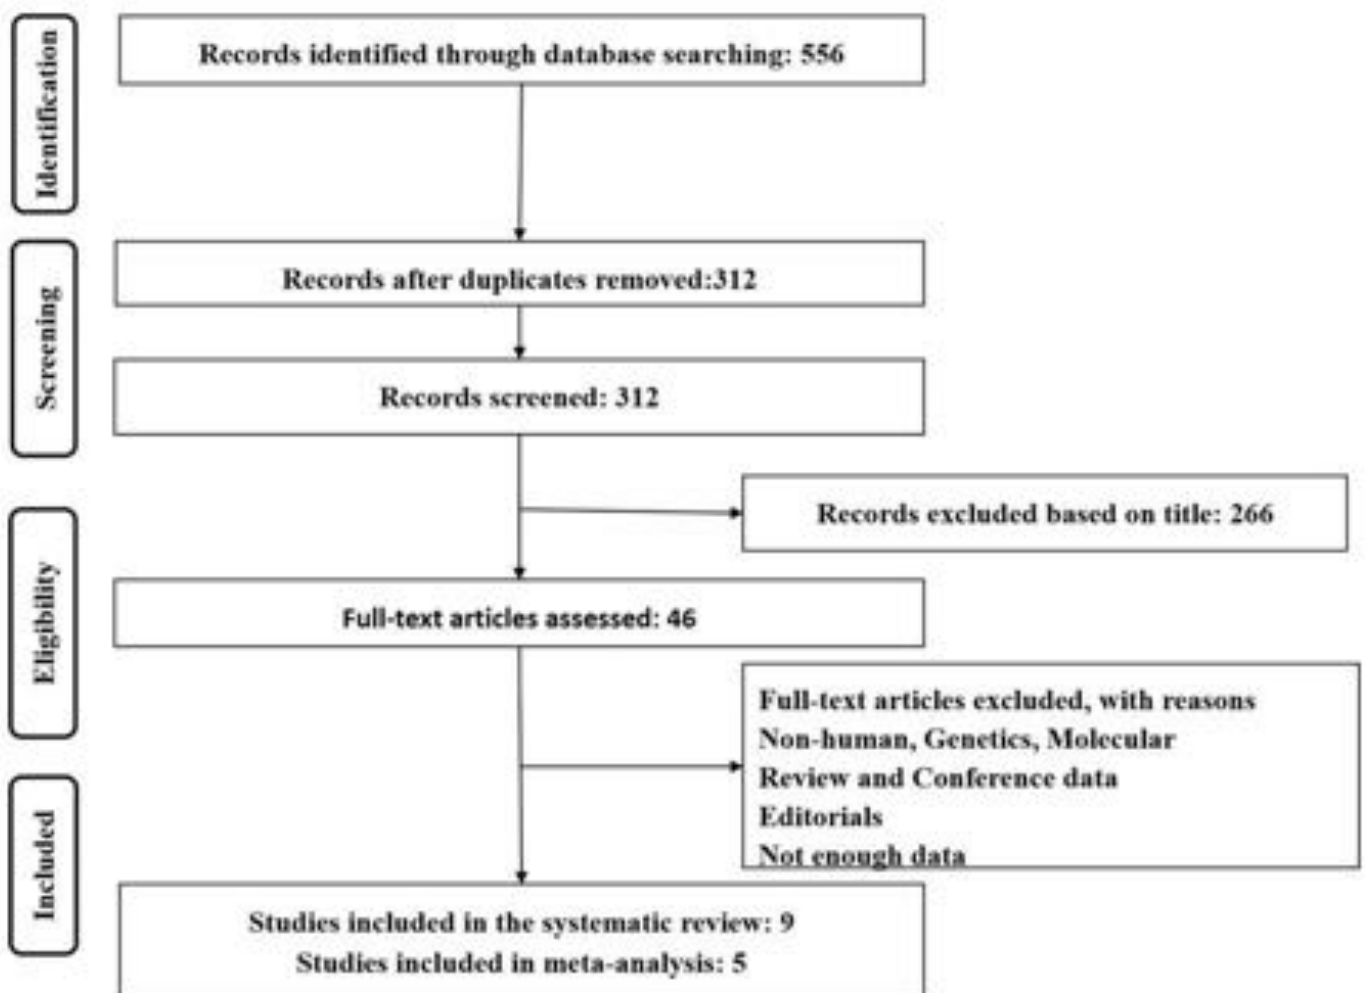 Identification
Records identified through database searching: 556
Screening
Records after duplicates removed:312
Records screened: 312
Records excluded based on title: 266
Eligibility
Full-text articles assessed: 46
Full-text articles excluded, with reasons
Non-human, Genetics, Molecular
Review and Conference data
Editorials
Not enough data
Included
Studies included in the systematic review: 9
Studies included in meta-analysis: 5